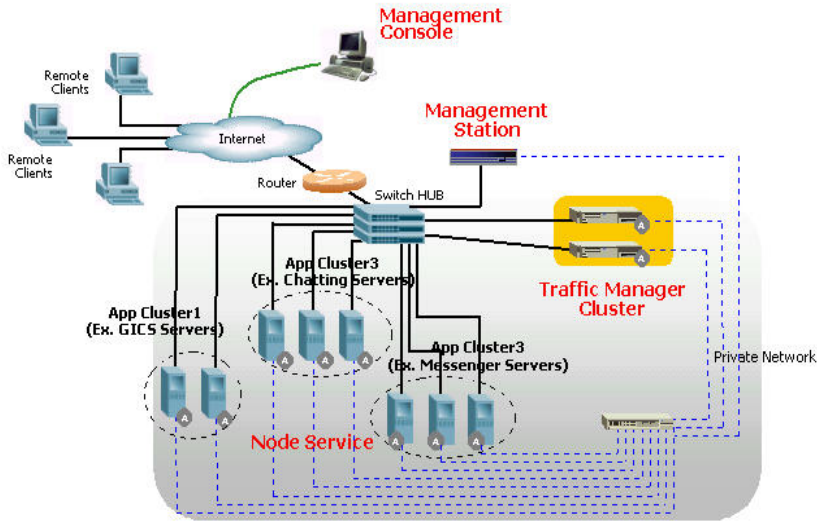 Management
Console
Remote
Clients
Remote
Clients
Internet
Management
Station
Router
Switch HUB
A
A
App Cluster3
(Ex. Chatting Servers)
Traffic Manager
Cluster
App Cluster1
(Ex. GICS Servers)
A
A
A
App Cluster3
(Ex. Messenger Servers)
Private Network
A
A
Node Service
A
A
A